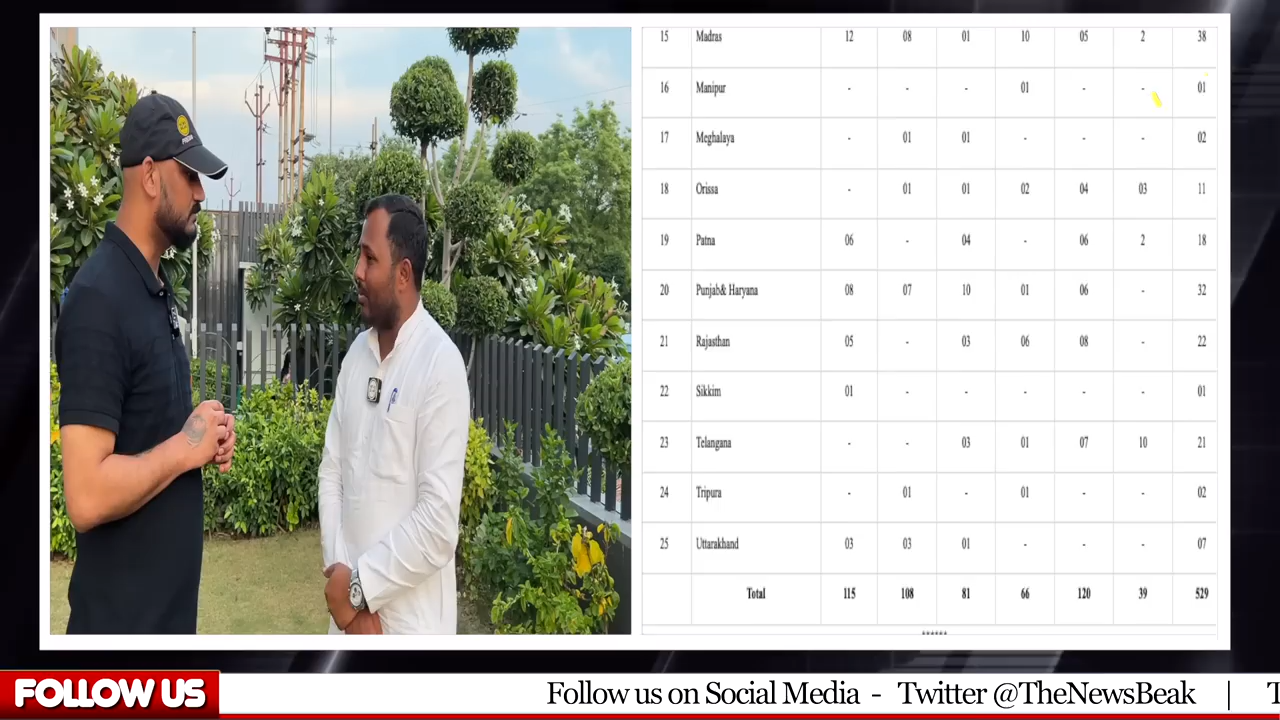 15 Madras 12 08 01 10 05 2 38
16 Manipur - - - 01 - - 01
17 Meghalaya - 01 01 - - - 02
18 Orissa - 01 01 02 04 03 11
19 Patna 06 - 04 - 06 2 18
20 Punjab& Haryana 08 07 10 01 06 - 32
21 Rajasthan 05 - 03 06 08 - 22
22 Sikkim 01 - - - - - 01
23 Telangana - - 03 01 07 10 21
24 Tripura - 01 - 01 - - 02
25 Uttarakhand 03 03 01 - - - 07
Total 115 108 81 66 120 39 529
******
FOLLOW US
Follow us on Social Media - Twitter @TheNewsBeak | T